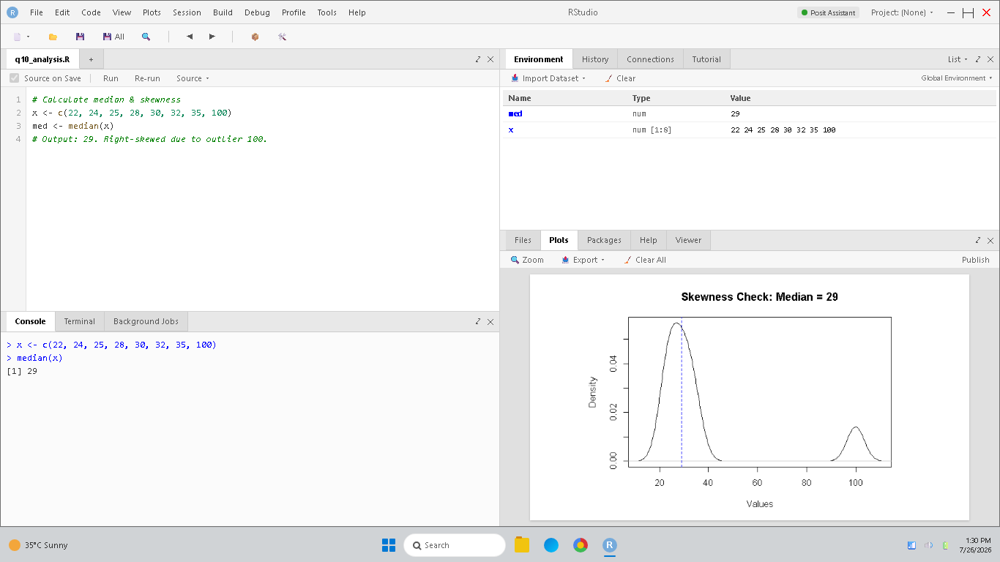 R File Edit Code View Plots Session Build Debug Profile Tools Help RStudio Posit Assistant Project: (None)
All
q10_analysis.R +
Source on Save Run Re-run Source
1 # Calculate median & skewness
2 x <- c(22, 24, 25, 28, 30, 32, 35, 100)
3 med <- median(x)
4 # Output: 29. Right-skewed due to outlier 100.
Console Terminal Background Jobs
> x <- c(22, 24, 25, 28, 30, 32, 35, 100)
> median(x)
[1] 29
Environment History Connections Tutorial List
Import Dataset Clear Global Environment
Name Type Value
med num 29
x num [1:8] 22 24 25 28 30 32 35 100
Files Plots Packages Help Viewer
Zoom Export Clear All Publish
Skewness Check: Median = 29
Density
0.04
0.02
0.00
20 40 60 80 100
Values
35°C Sunny Search R 1:30 PM
7/26/2026